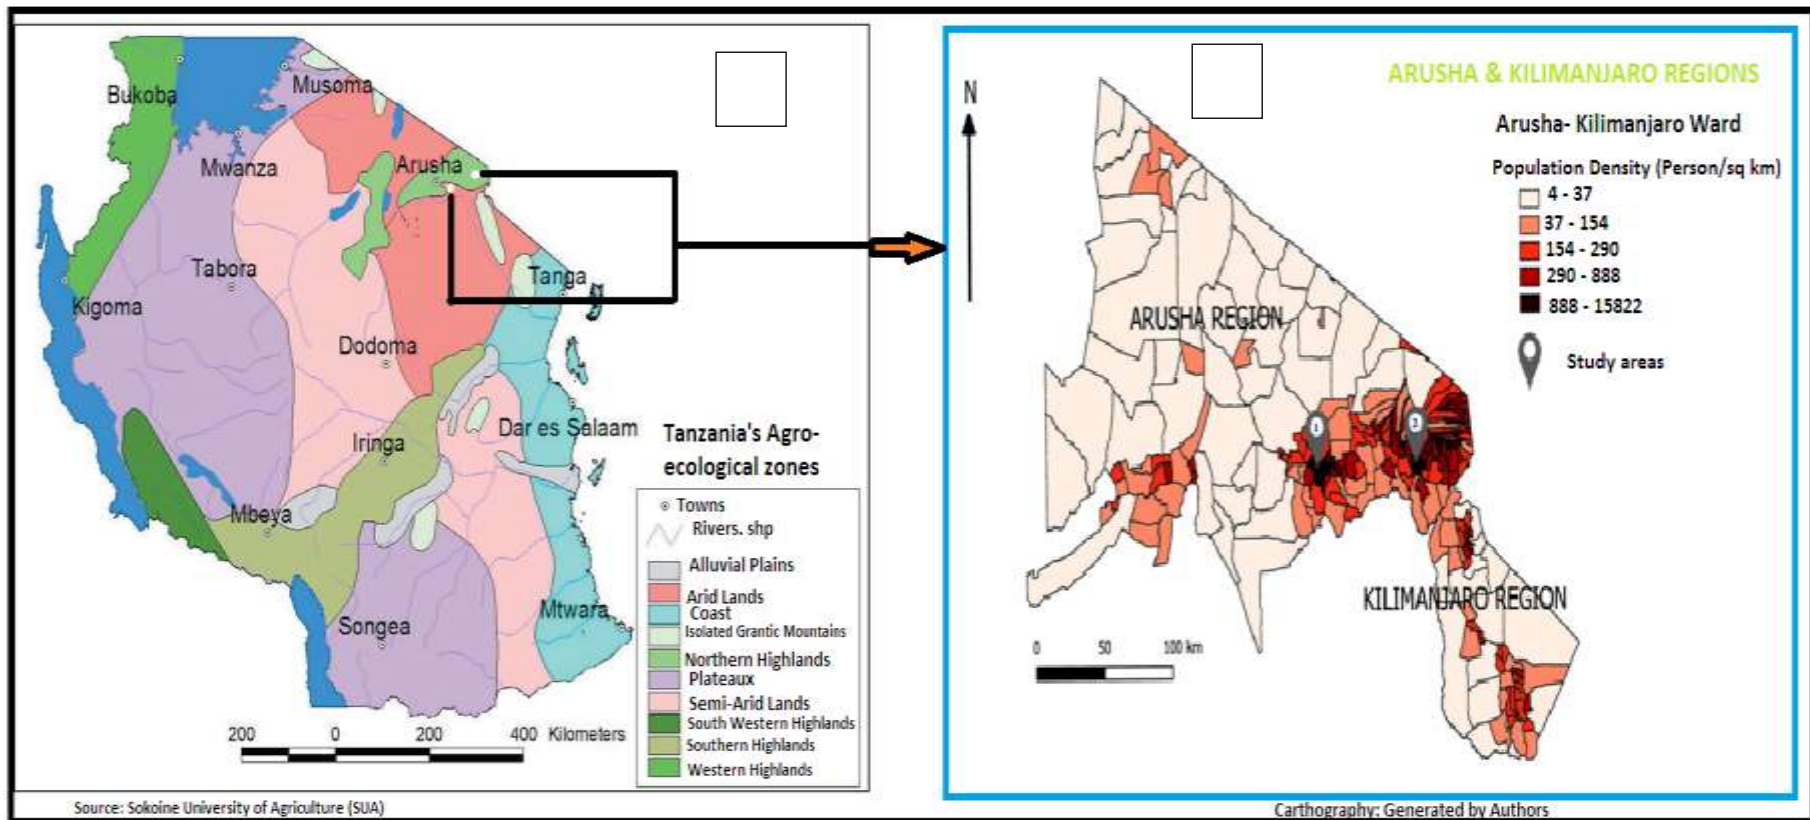 Bukoba
Musoma
Mwanza
Arusha
Kigoma
Tabora
Tanga
Dodoma
Iringa
Dar es Salaam
Mbeya
Songea
Mtwara
Tanzania's Agro-
ecological zones
Towns
Rivers. shp
Alluvial Plains
Arid Lands
Coast
Isolated Grantic Mountains
Northern Highlands
Plateaux
Semi-Arid Lands
South Western Highlands
Southern Highlands
Western Highlands
200 0 200 400 Kilometers
Source: Sokoine University of Agriculture (SUA)
N
ARUSHA & KILIMANJARO REGIONS
Arusha- Kilimanjaro Ward
Population Density (Person/sq km)
4 - 37
37 - 154
154 - 290
290 - 888
888 - 15822
Study areas
ARUSHA REGION
1
2
KILIMANJARO REGION
0 50 100 km
Carthography: Generated by Authors